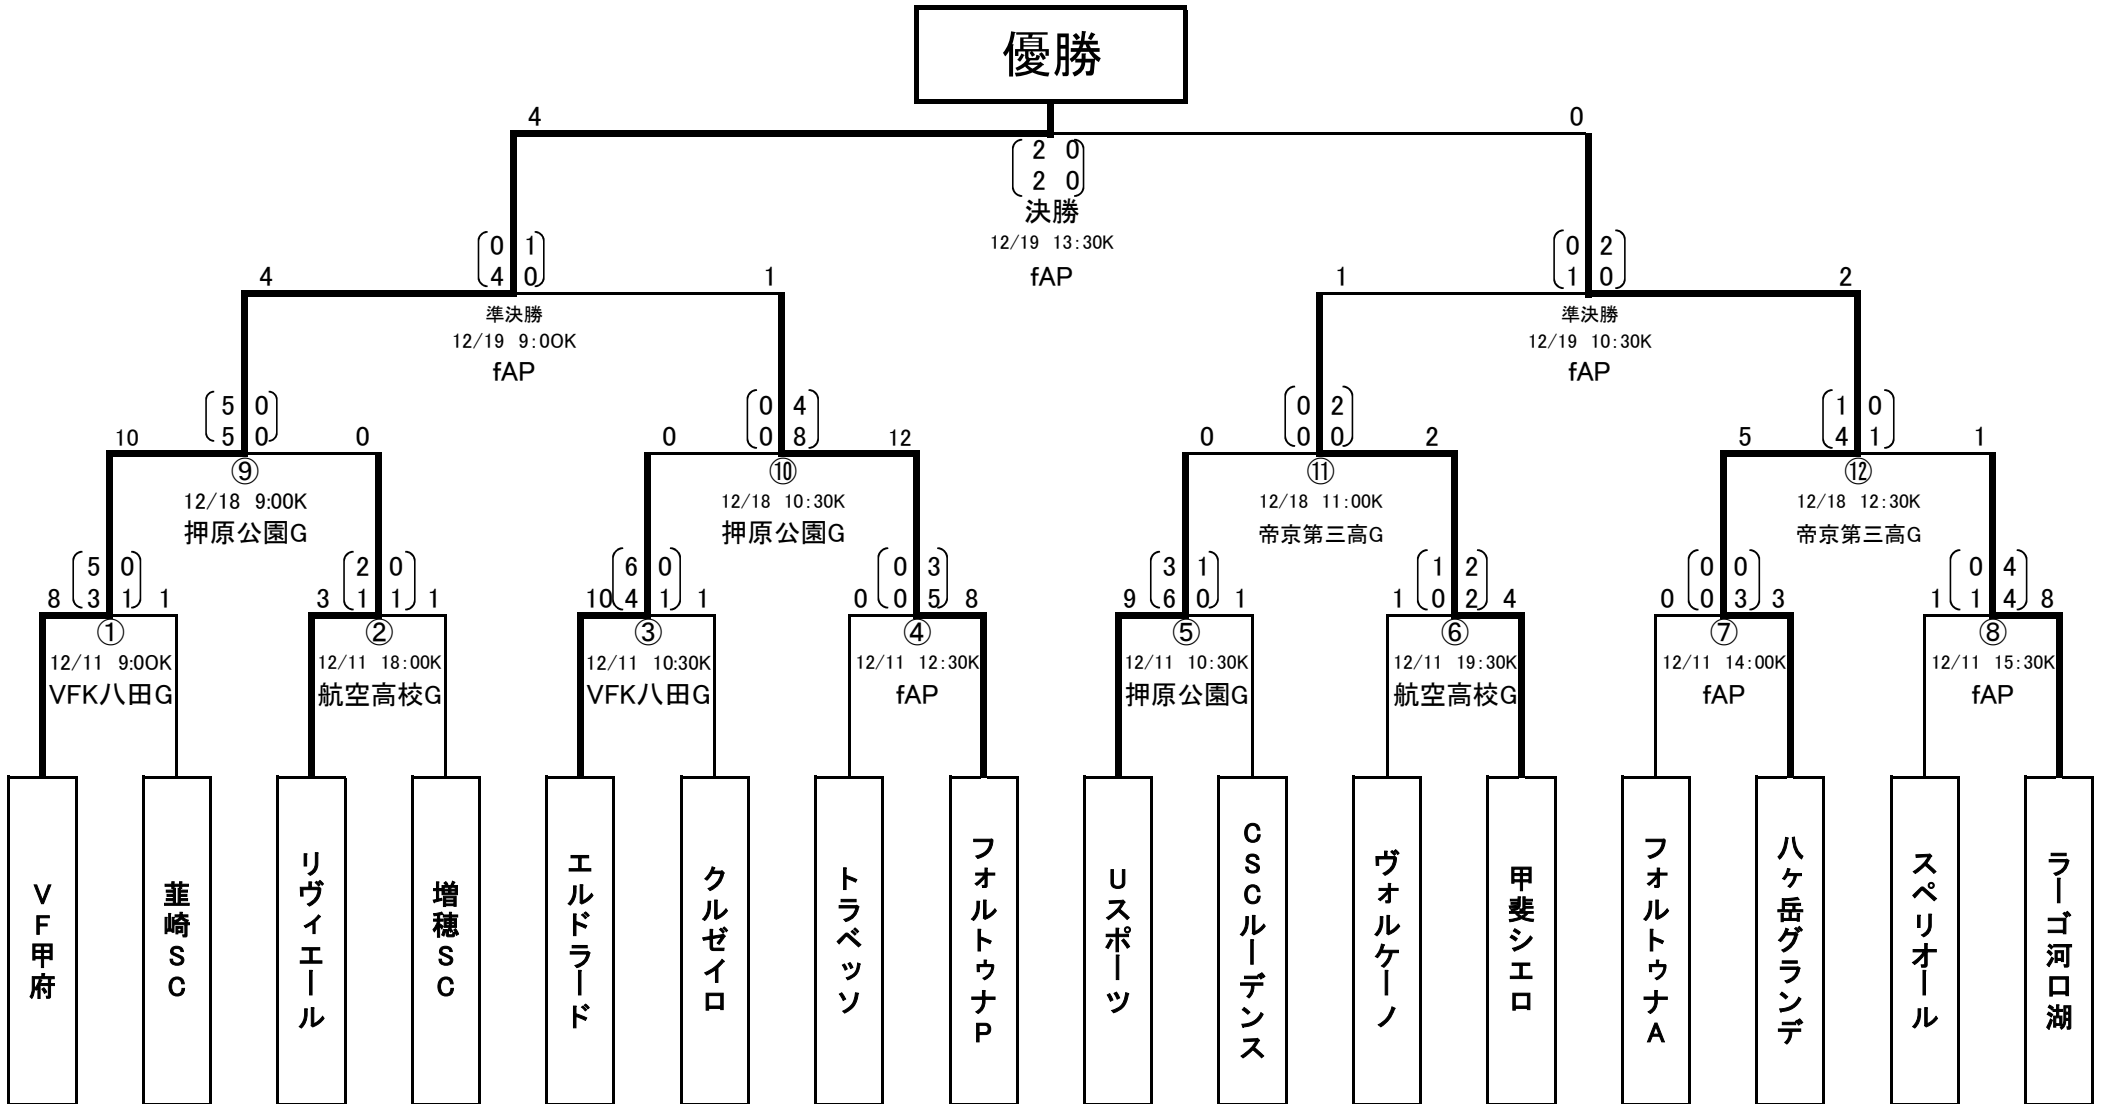 優勝
4 0
2 0
2 0
決勝
12/19 13:30K
fAP
0 1
4 0
4 1
準決勝
12/19 9:00K
fAP
0 2
1 0
1 2
準決勝
12/19 10:30K
fAP
5 0
5 0
10 0
⑨
12/18 9:00K
押原公園G
0 4
0 8
0 12
⑩
12/18 10:30K
押原公園G
0 2
0 0
0 2
⑪
12/18 11:00K
帝京第三高G
1 0
4 1
5 1
⑫
12/18 12:30K
帝京第三高G
5 0
8 3 1 1
①
12/11 9:00K
VFK八田G
2 0
3 1 1 1
②
12/11 18:00K
航空高校G
6 0
10 4 1 1
③
12/11 10:30K
VFK八田G
0 3
0 0 5 8
④
12/11 12:30K
fAP
3 1
9 6 0 1
⑤
12/11 10:30K
押原公園G
1 2
1 0 2 4
⑥
12/11 19:30K
航空高校G
0 0
0 0 3 3
⑦
12/11 14:00K
fAP
0 4
1 1 4 8
⑧
12/11 15:30K
fAP
VF甲府
韮崎SC
リヴィエール
増穂SC
エルドラード
クルゼイロ
トラベッソ
フォルトゥナP
Uスポーツ
CSCルーデンス
ヴォルケーノ
甲斐シエロ
フォルトゥナA
八ヶ岳グランデ
スペリオール
ラーゴ河口湖